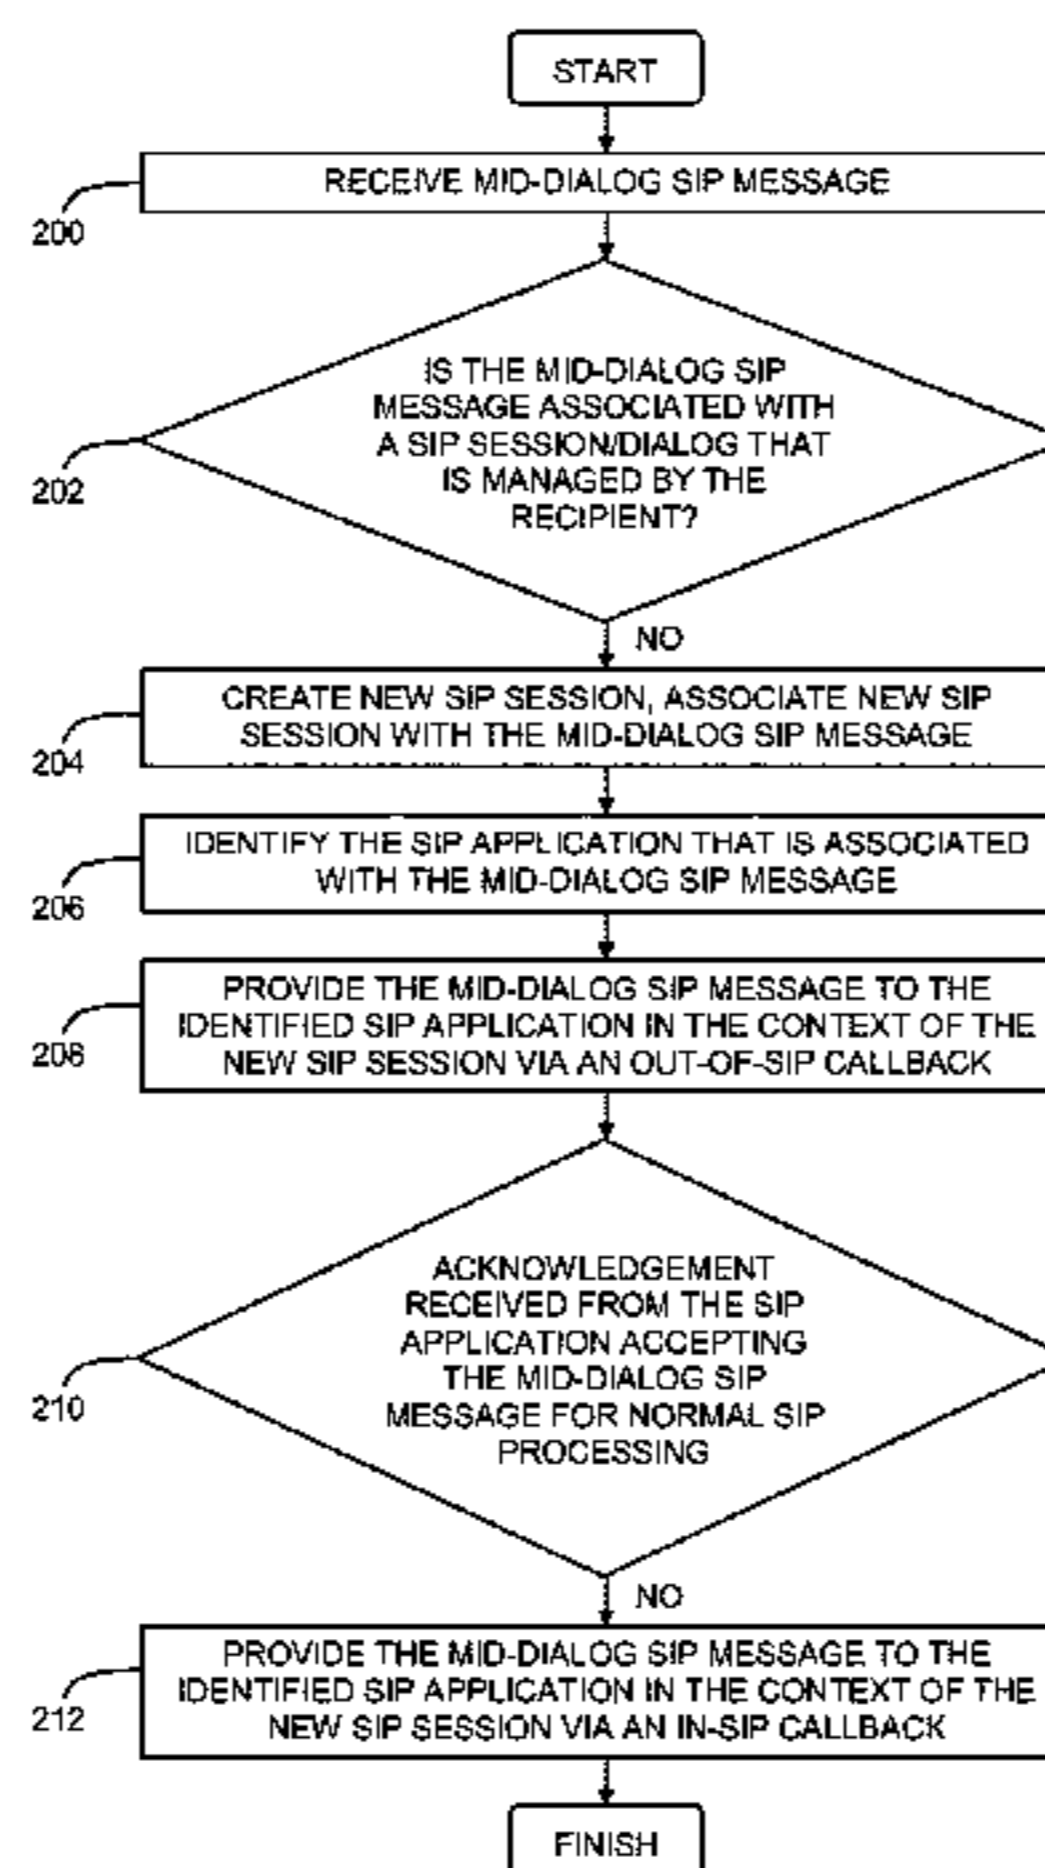 START
RECEIVE MID-DIALOG SIP MESSAGE
200
IS THE MID-DIALOG SIP
MESSAGE ASSOCIATED WITH
A SIP SESSION/DIALOG THAT
IS MANAGED BY THE
RECIPIENT?
202
NO
CREATE NEW SIP SESSION, ASSOCIATE NEW SIP
SESSION WITH THE MID-DIALOG SIP MESSAGE
204
IDENTIFY THE SIP APPLICATION THAT IS ASSOCIATED
WITH THE MID-DIALOG SIP MESSAGE
206
PROVIDE THE MID-DIALOG SIP MESSAGE TO THE
IDENTIFIED SIP APPLICATION IN THE CONTEXT OF THE
NEW SIP SESSION VIA AN OUT-OF-SIP CALLBACK
208
ACKNOWLEDGEMENT
RECEIVED FROM THE SIP
APPLICATION ACCEPTING
THE MID-DIALOG SIP
MESSAGE FOR NORMAL SIP
PROCESSING
210
NO
PROVIDE THE MID-DIALOG SIP MESSAGE TO THE
IDENTIFIED SIP APPLICATION IN THE CONTEXT OF THE
NEW SIP SESSION VIA AN IN-SIP CALLBACK
212
FINISH